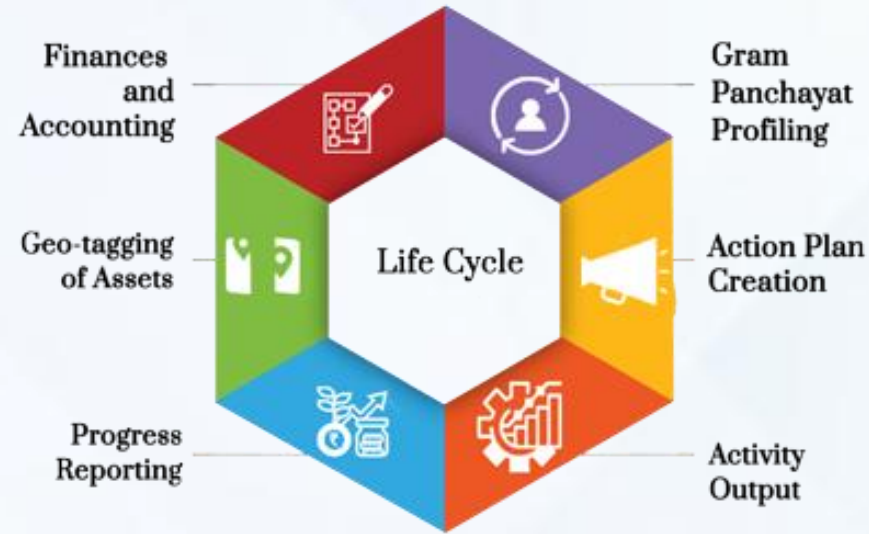 Finances
and
Accounting
Gram
Panchayat
Profiling
Geo-tagging
of Assets
Life Cycle
Action Plan
Creation
Progress
Reporting
Activity
Output